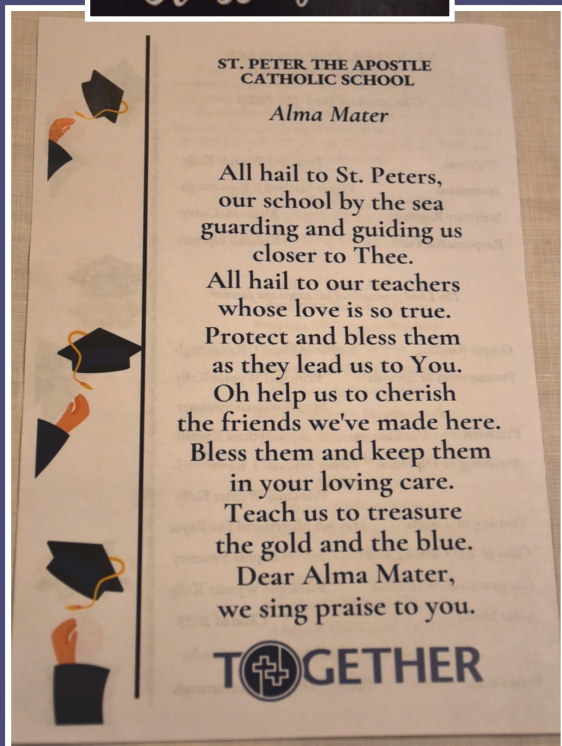 ST. PETER THE APOSTLE
CATHOLIC SCHOOL
Alma Mater
All hail to St. Peters,
our school by the sea
guarding and guiding us
closer to Thee.
All hail to our teachers
whose love is so true.
Protect and bless them
as they lead us to You.
Oh help us to cherish
the friends we've made here.
Bless them and keep them
in your loving care.
Teach us to treasure
the gold and the blue.
Dear Alma Mater,
we sing praise to you.
TOGETHER